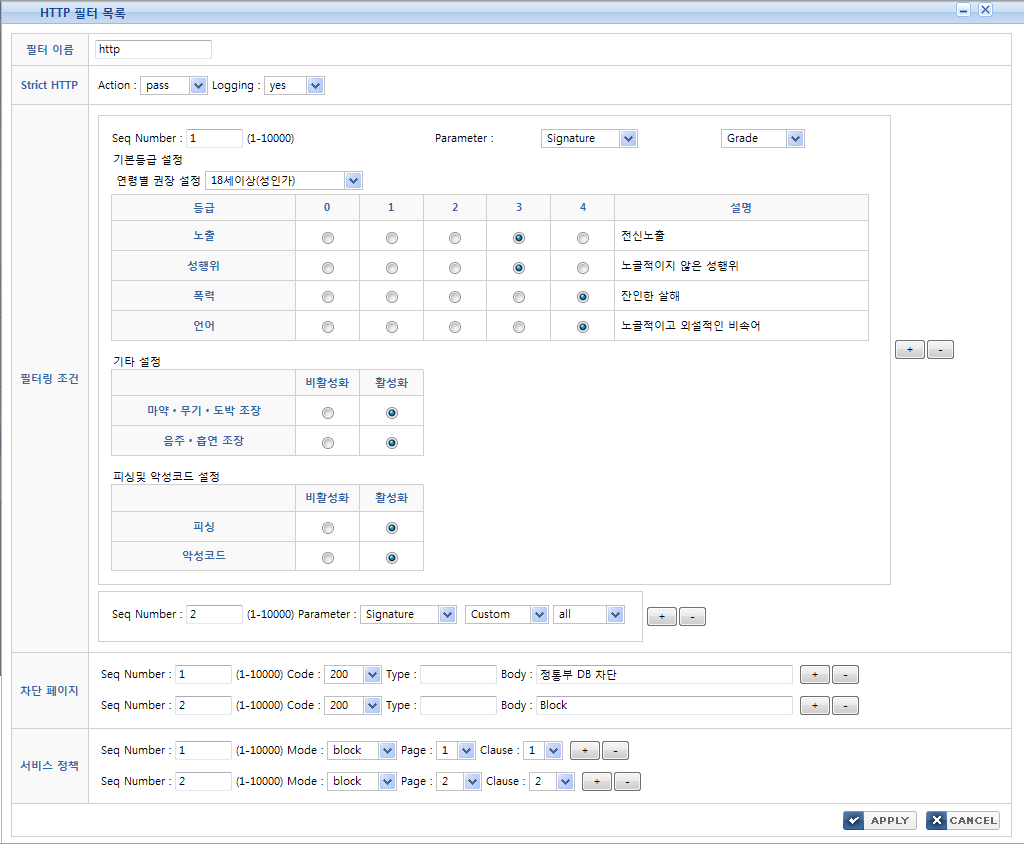 HTTP 필터 목록
필터 이름 http
Strict HTTP Action : pass Logging : yes
필터링 조건
Seq Number : 1 (1-10000) Parameter : Signature Grade
기본등급 설정
연령별 권장 설정 18세이상(성인가)
등급 0 1 2 3 4 설명
노출 전신노출
성행위 노골적이지 않은 성행위
폭력 잔인한 살해
언어 노골적이고 외설적인 비속어
+ -
기타 설정
비활성화 활성화
마약・무기・도박 조장
음주・흡연 조장
피싱및 악성코드 설정
비활성화 활성화
피싱
악성코드
Seq Number : 2 (1-10000) Parameter : Signature Custom all + -
차단 페이지
Seq Number : 1 (1-10000) Code : 200 Type : Body : 정통부 DB 차단 + -
Seq Number : 2 (1-10000) Code : 200 Type : Body : Block + -
서비스 정책
Seq Number : 1 (1-10000) Mode : block Page : 1 Clause : 1 + -
Seq Number : 2 (1-10000) Mode : block Page : 2 Clause : 2 + -
APPLY CANCEL